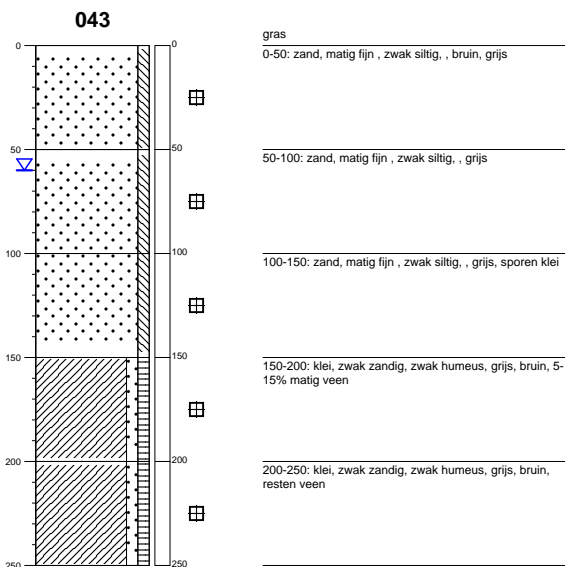 043
gras
0
0
0-50: zand, matig fijn , zwak siltig, , bruin, grijs
50
50
50-100: zand, matig fijn , zwak siltig, , grijs
100
100
100-150: zand, matig fijn , zwak siltig, , grijs, sporen klei
150
150
150-200: klei, zwak zandig, zwak humeus, grijs, bruin, 5-
15% matig veen
200
200
200-250: klei, zwak zandig, zwak humeus, grijs, bruin,
resten veen
250
250